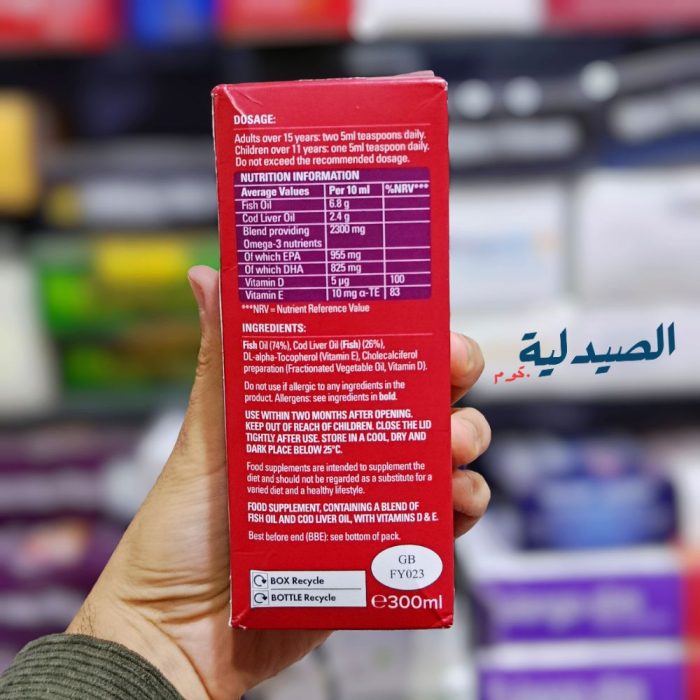 DOSAGE:
Adults over 15 years: two 5ml teaspoons daily.
Children over 11 years: one 5ml teaspoon daily.
Do not exceed the recommended dosage.
NUTRITION INFORMATION
Average Values Per 10 ml %NRV***
Fish Oil 6.8 g
Cod Liver Oil 2.4 g
Blend providing 2300 mg
Omega-3 nutrients
Of which EPA 955 mg
Of which DHA 825 mg
Vitamin D 5 µg 100
Vitamin E 10 mg α-TE 83
***NRV = Nutrient Reference Value
INGREDIENTS:
Fish Oil (74%), Cod Liver Oil (Fish) (26%),
DL-alpha-Tocopherol (Vitamin E), Cholecalciferol
preparation (Fractionated Vegetable Oil, Vitamin D).
Do not use if allergic to any ingredients in the
product. Allergens: see ingredients in bold.
USE WITHIN TWO MONTHS AFTER OPENING.
KEEP OUT OF REACH OF CHILDREN. CLOSE THE LID
TIGHTLY AFTER USE. STORE IN A COOL, DRY AND
DARK PLACE BELOW 25°C.
Food supplements are intended to supplement the
diet and should not be regarded as a substitute for a
varied diet and a healthy lifestyle.
FOOD SUPPLEMENT, CONTAINING A BLEND OF
FISH OIL AND COD LIVER OIL, WITH VITAMINS D & E.
Best before end (BBE): see bottom of pack.
GB
FY023
BOX Recycle
BOTTLE Recycle
℮300ml
الصيدلية
.كوم